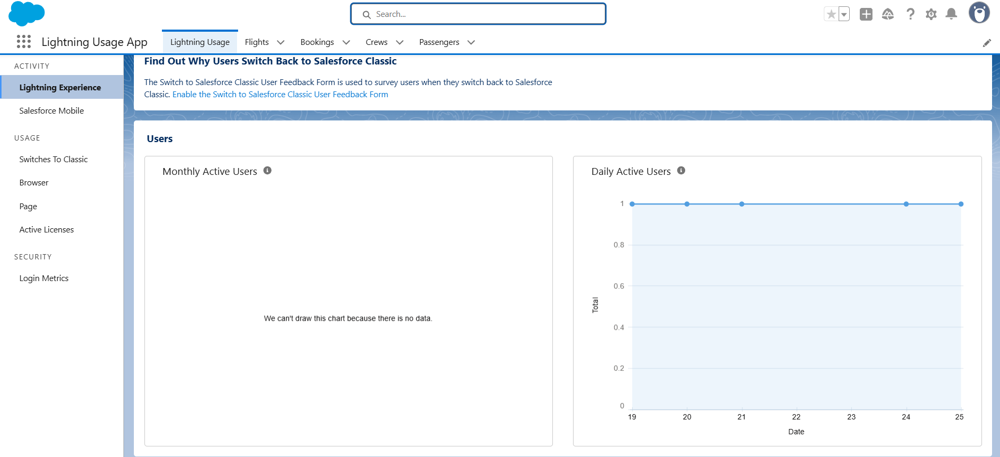 Search...
Lightning Usage App
Lightning Usage
Flights
Bookings
Crews
Passengers
ACTIVITY
Lightning Experience
Salesforce Mobile
USAGE
Switches To Classic
Browser
Page
Active Licenses
SECURITY
Login Metrics
Find Out Why Users Switch Back to Salesforce Classic
The Switch to Salesforce Classic User Feedback Form is used to survey users when they switch back to Salesforce
Classic. Enable the Switch to Salesforce Classic User Feedback Form
Users
Monthly Active Users
We can't draw this chart because there is no data.
Daily Active Users
1
0.8
0.6
0.4
0.2
0
Total
19 20 21 22 23 24 25
Date